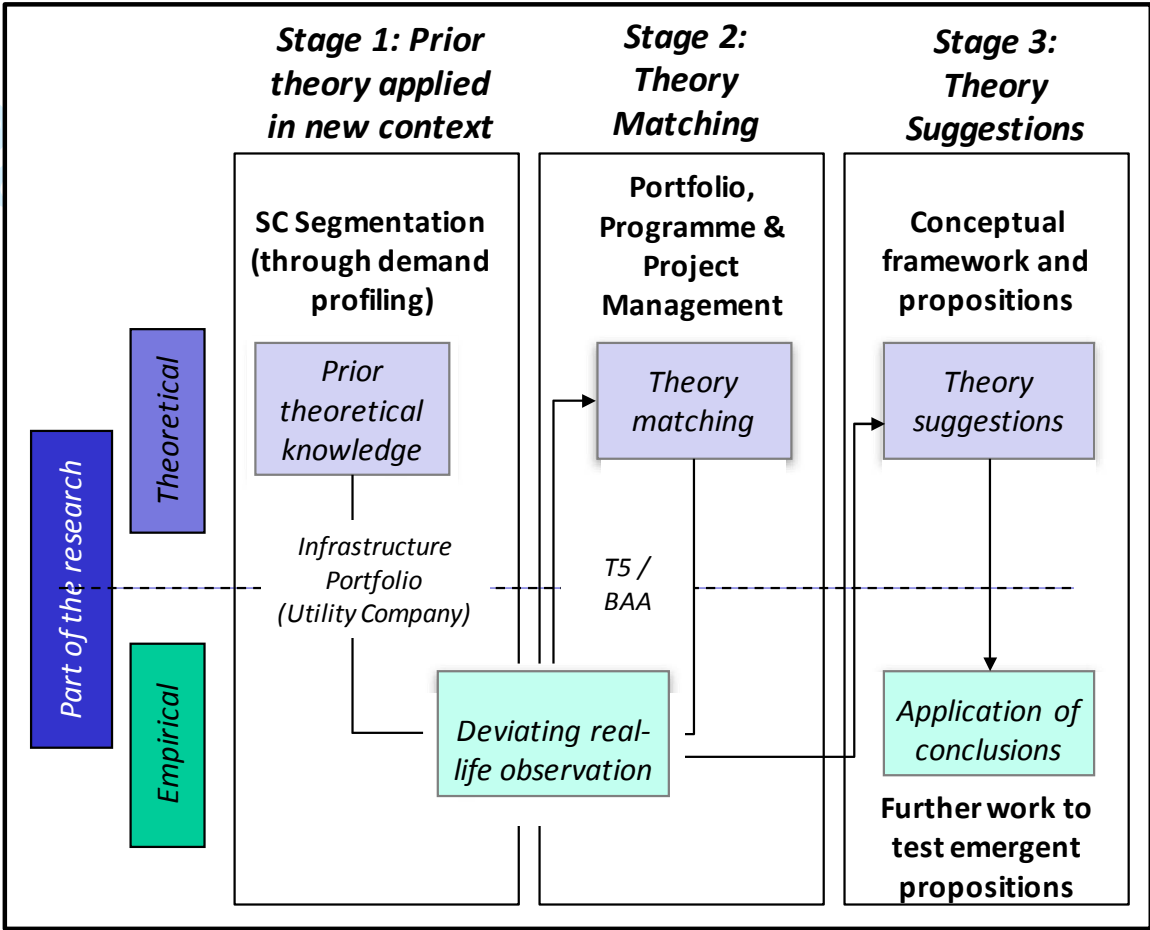 Stage 1: Prior
theory applied
in new context
Stage 2:
Theory
Matching
Stage 3:
Theory
Suggestions
SC Segmentation
(through demand
profiling)
Portfolio,
Programme &
Project
Management
Conceptual
framework and
propositions
Part of the research
Theoretical
Empirical
Prior
theoretical
knowledge
Theory
matching
Theory
suggestions
Infrastructure
Portfolio
(Utility Company)
T5 /
BAA
Deviating real-
life observation
Application of
conclusions
Further work to
test emergent
propositions